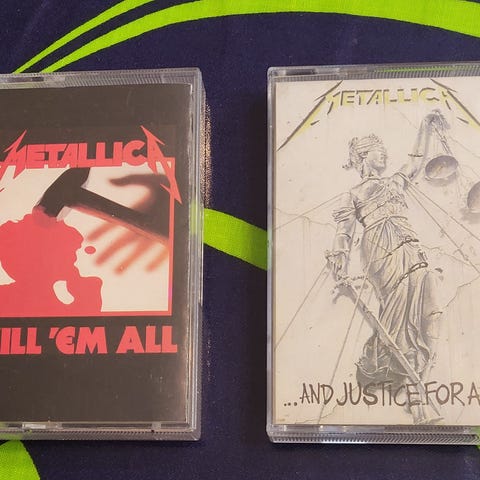 METALLICA
ILL 'EM ALL
METALLICA
...AND JUSTICE FOR A